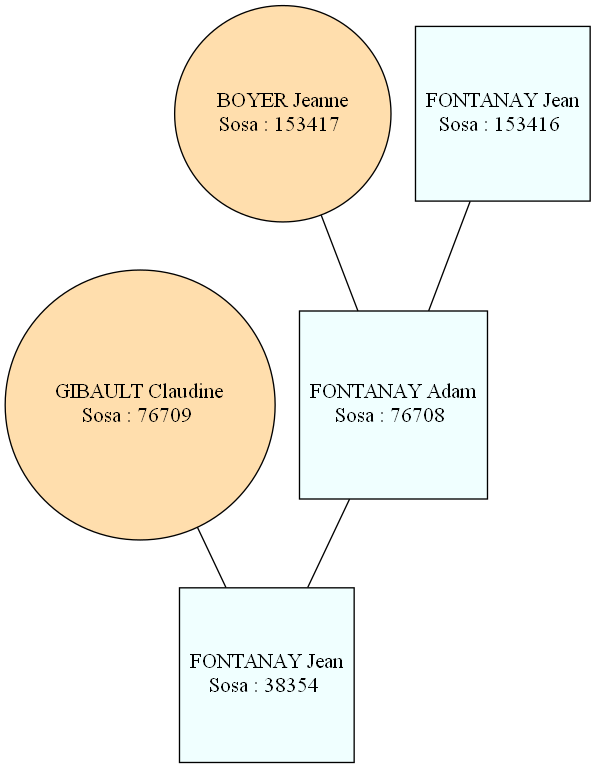 BOYER Jeanne
Sosa : 153417
FONTANAY Jean
Sosa : 153416
GIBAULT Claudine
Sosa : 76709
FONTANAY Adam
Sosa : 76708
FONTANAY Jean
Sosa : 38354